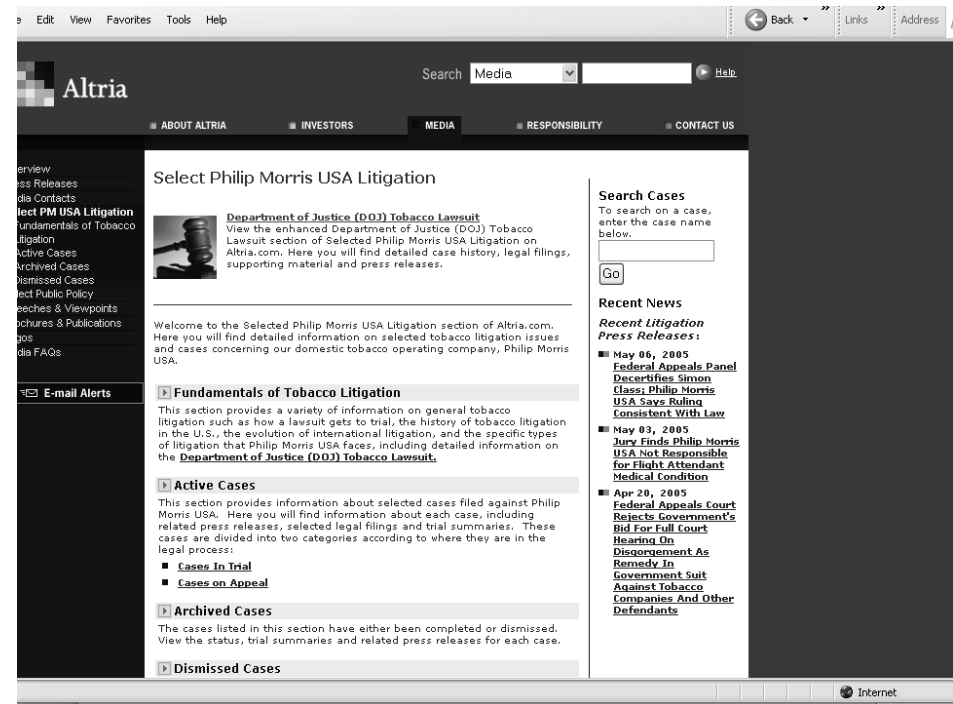 Edit View Favorites Tools Help
Back Links Address
Altria
Search Media Help
ABOUT ALTRIA INVESTORS MEDIA RESPONSIBILITY CONTACT US
erview
ess Releases
dia Contacts
lect PM USA Litigation
Fundamentals of Tobacco
Litigation
Active Cases
Archived Cases
Dismissed Cases
lect Public Policy
eeches & Viewpoints
ochures & Publications
gos
dia FAQs
E-mail Alerts
Select Philip Morris USA Litigation
Department of Justice (DOJ) Tobacco Lawsuit
View the enhanced Department of Justice (DOJ) Tobacco
Lawsuit section of Selected Philip Morris USA Litigation on
Altria.com. Here you will find detailed case history, legal filings,
supporting material and press releases.
Welcome to the Selected Philip Morris USA Litigation section of Altria.com.
Here you will find detailed information on selected tobacco litigation issues
and cases concerning our domestic tobacco operating company, Philip Morris
USA.
Fundamentals of Tobacco Litigation
This section provides a variety of information on general tobacco
litigation such as how a lawsuit gets to trial, the history of tobacco litigation
in the U.S., the evolution of international litigation, and the specific types
of litigation that Philip Morris USA faces, including detailed information on
the Department of Justice (DOJ) Tobacco Lawsuit.
Active Cases
This section provides information about selected cases filed against Philip
Morris USA. Here you will find information about each case, including
related press releases, selected legal filings and trial summaries. These
cases are divided into two categories according to where they are in the
legal process:
Cases In Trial
Cases on Appeal
Archived Cases
The cases listed in this section have either been completed or dismissed.
View the status, trial summaries and related press releases for each case.
Dismissed Cases
Search Cases
To search on a case,
enter the case name
below.
Go
Recent News
Recent Litigation
Press Releases:
May 06, 2005
Federal Appeals Panel
Decertifies Simon
Class; Philip Morris
USA Says Ruling
Consistent With Law
May 03, 2005
Jury Finds Philip Morris
USA Not Responsible
for Flight Attendant
Medical Condition
Apr 20, 2005
Federal Appeals Court
Rejects Government's
Bid For Full Court
Hearing On
Disgorgement As
Remedy In
Government Suit
Against Tobacco
Companies And Other
Defendants
Internet